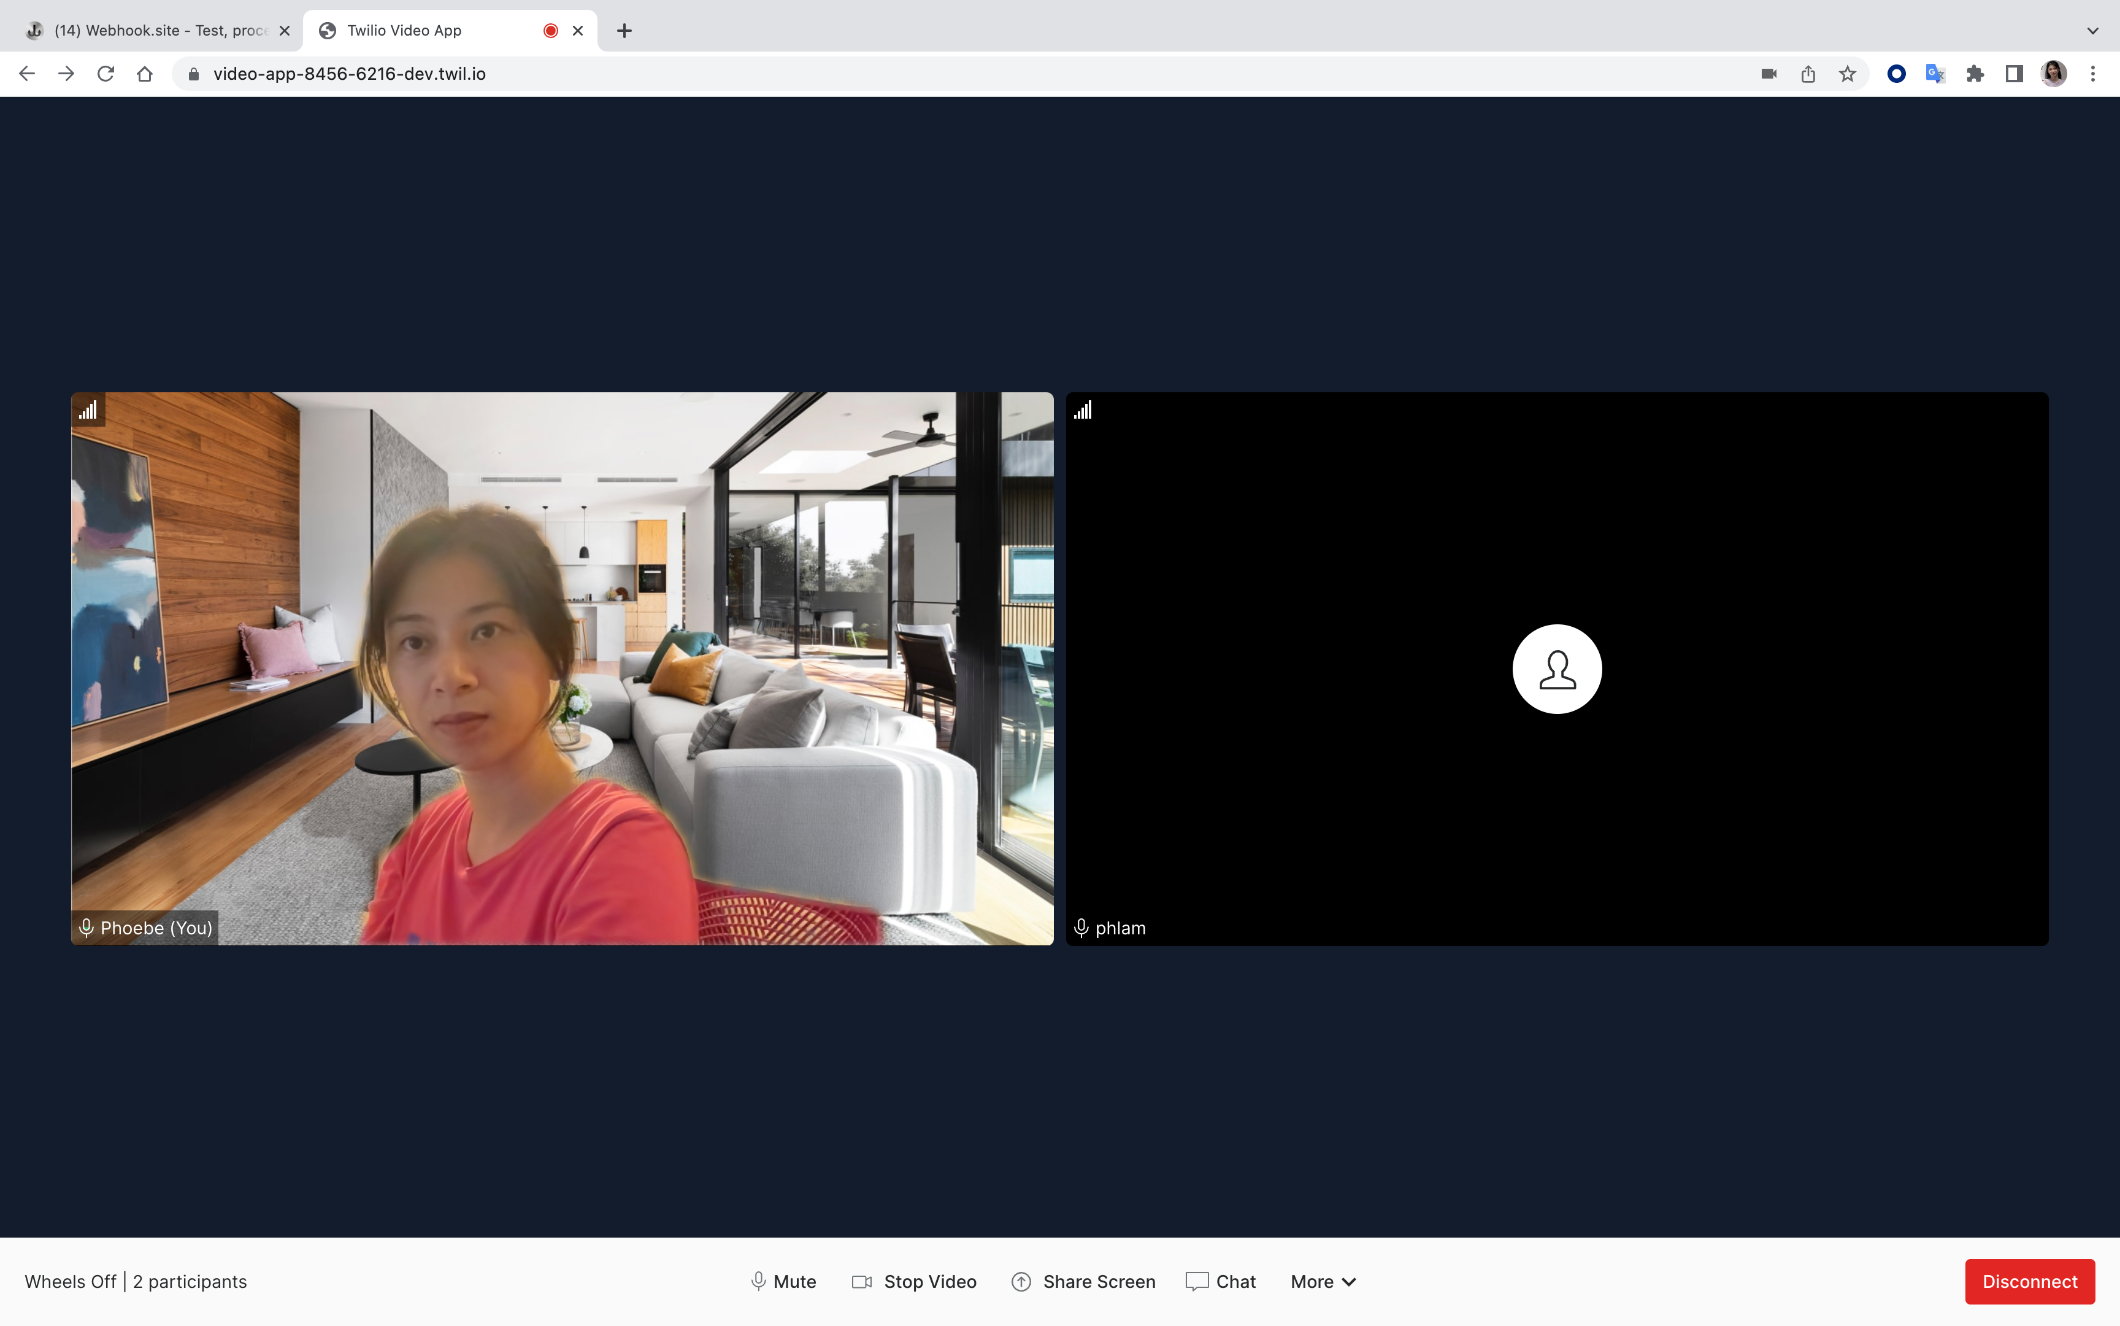 (14) Webhook.site - Test, proce
Twilio Video App
video-app-8456-6216-dev.twil.io
Phoebe (You)
phlam
Wheels Off | 2 participants
Mute
Stop Video
Share Screen
Chat
More
Disconnect